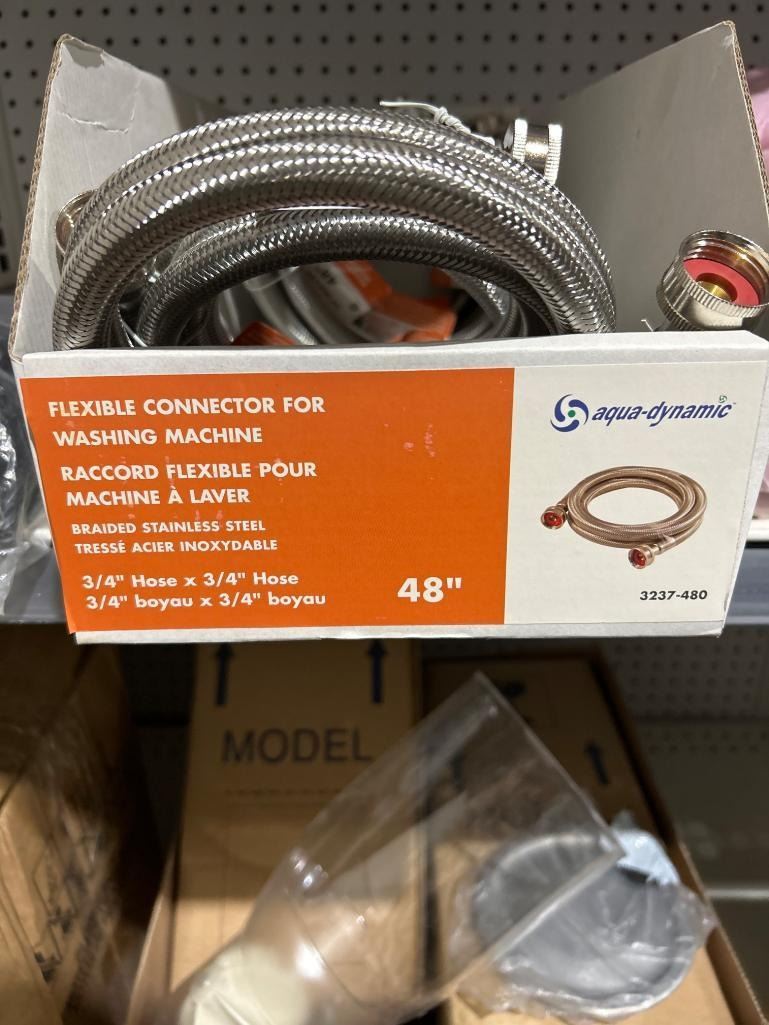 FLEXIBLE CONNECTOR FOR
WASHING MACHINE
RACCORD FLEXIBLE POUR
MACHINE À LAVER
BRAIDED STAINLESS STEEL
TRESSÉ ACIER INOXYDABLE
3/4" Hose x 3/4" Hose
3/4" boyau x 3/4" boyau
48"
aqua-dynamic™
3237-480
MODEL